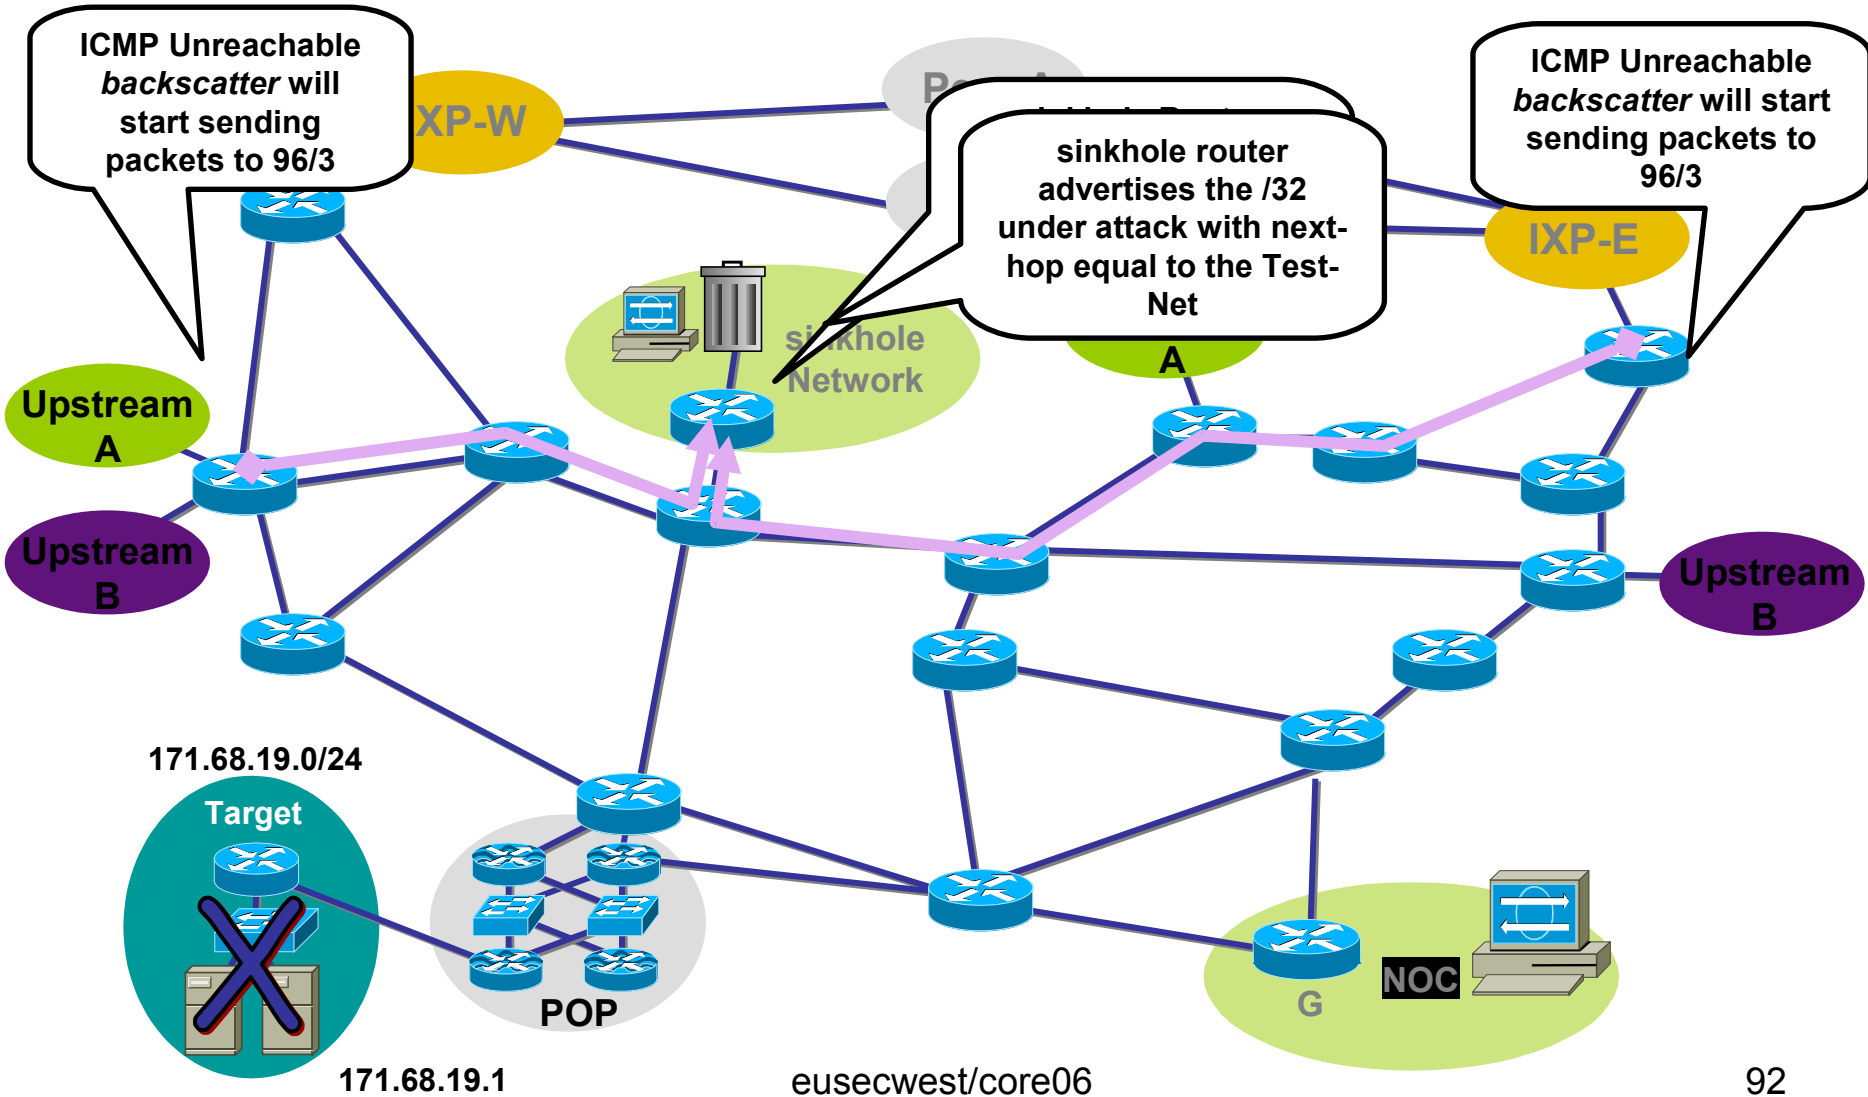 ICMP Unreachable
backscatter will
start sending
packets to 96/3
XP-W
sinkhole router
advertises the /32
under attack with next-
hop equal to the Test-
Net
ICMP Unreachable
backscatter will start
sending packets to
96/3
IXP-E
sinkhole
Network
A
Upstream
A
Upstream
B
Upstream
B
171.68.19.0/24
Target
POP
G
NOC
171.68.19.1
eusecwest/core06
92